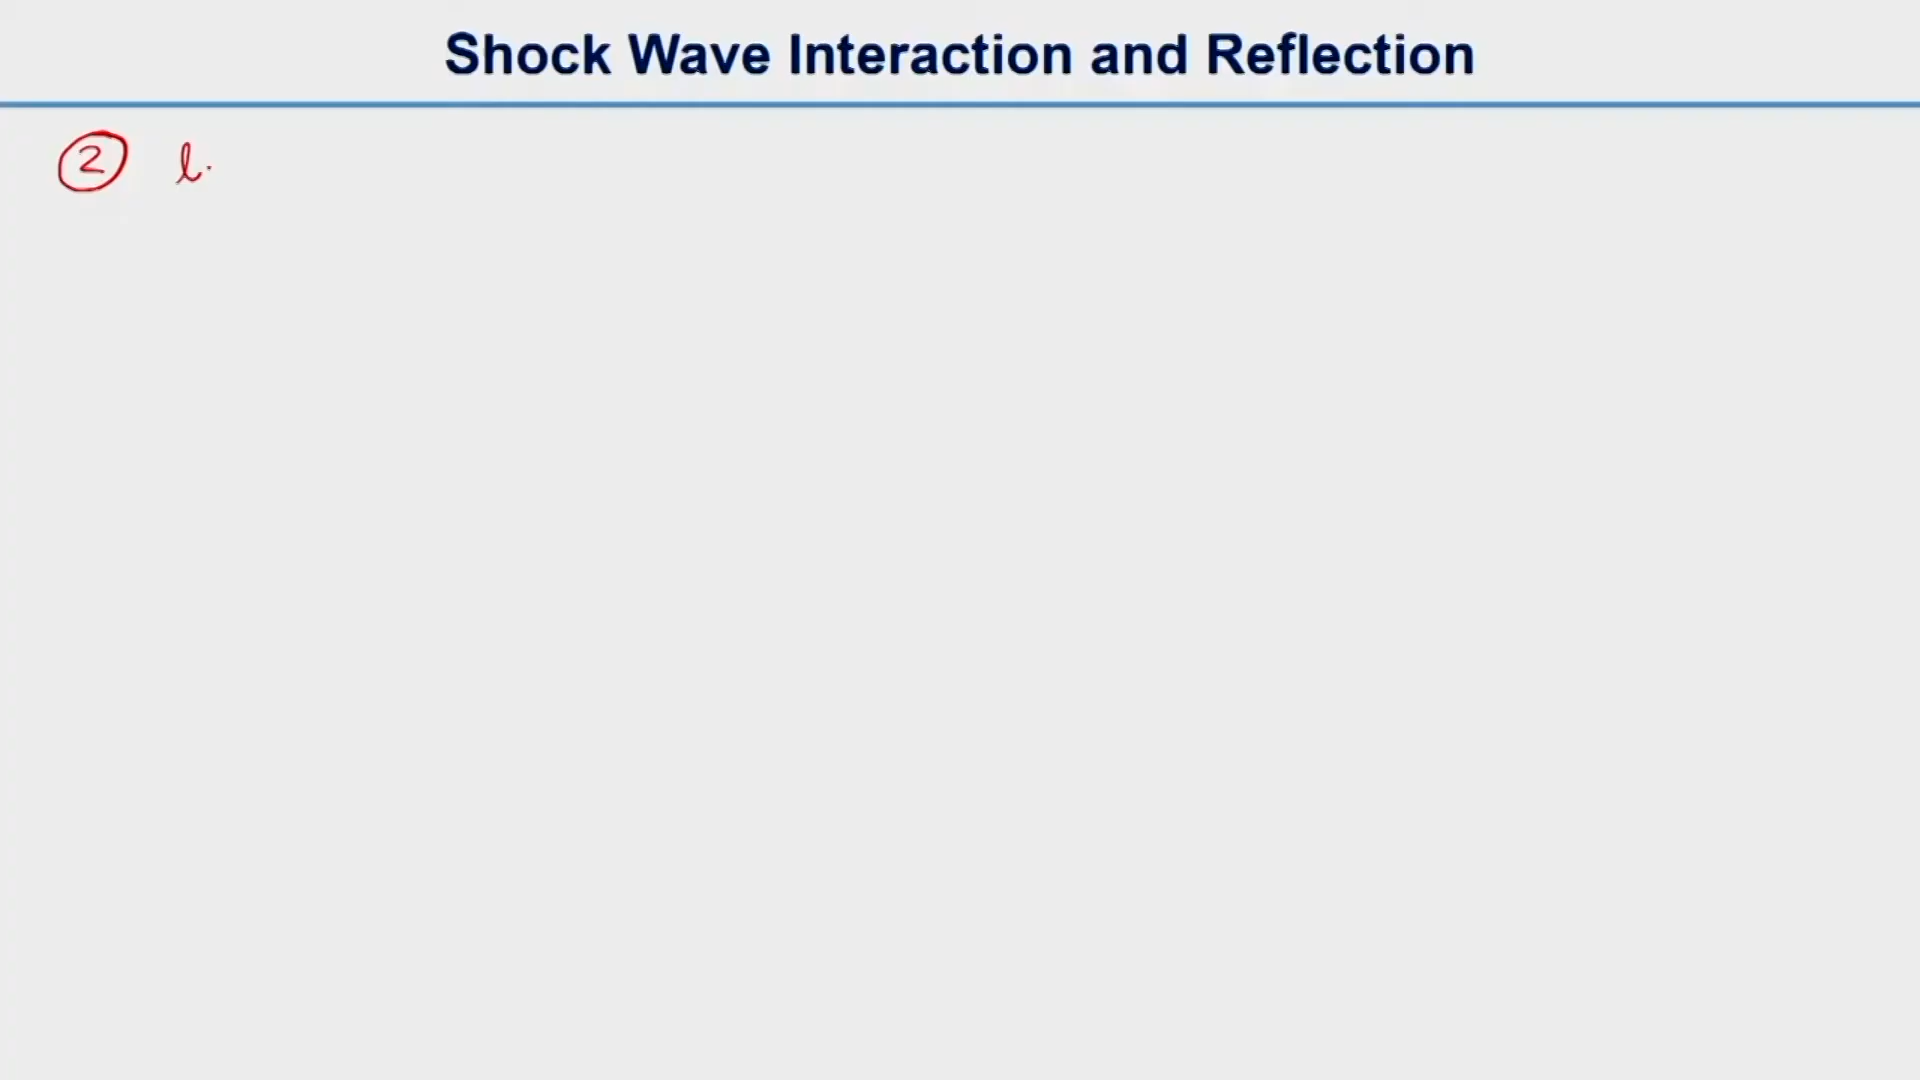 Shock Wave Interaction and Reflection
② l.